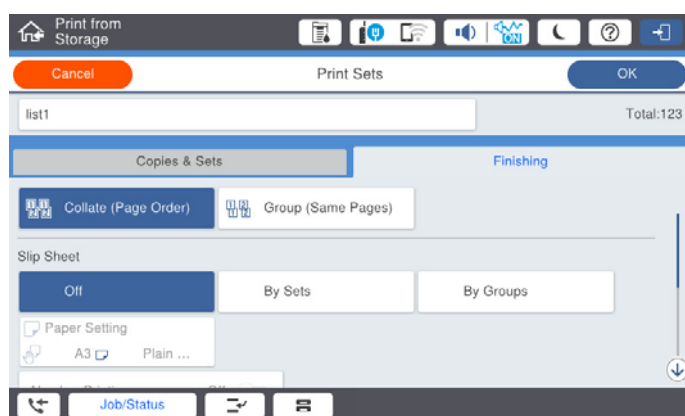 Print from
Storage
ON
Cancel
Print Sets
OK
list1
Total:123
Copies & Sets
Finishing
Collate (Page Order)
Group (Same Pages)
Slip Sheet
Off
By Sets
By Groups
Paper Setting
A3
Plain ...
Job/Status